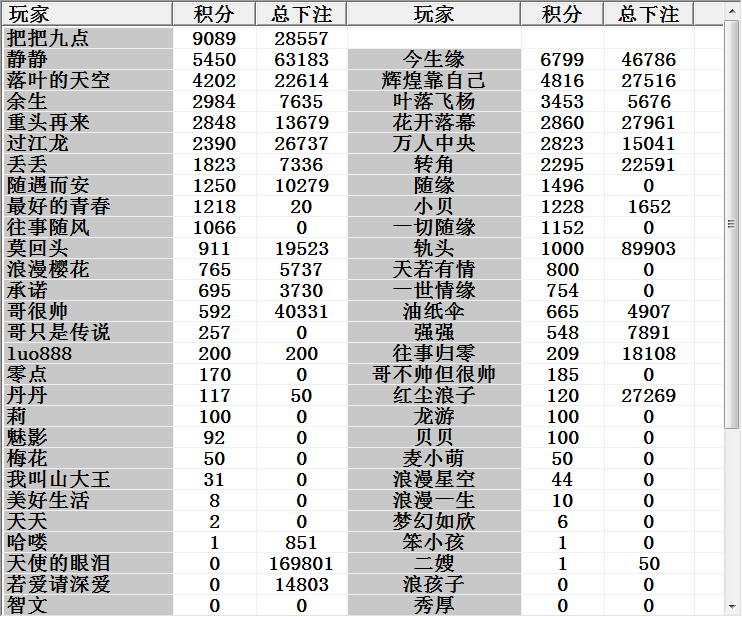 玩家 积分 总下注 玩家 积分 总下注
把把九点 9089 28557
静静 5450 63183 今生缘 6799 46786
落叶的天空 4202 22614 辉煌靠自己 4816 27516
余生 2984 7635 叶落飞杨 3453 5676
重头再来 2848 13679 花开落幕 2860 27961
过江龙 2390 26737 万人中央 2823 15041
丢丢 1823 7336 转角 2295 22591
随遇而安 1250 10279 随缘 1496 0
最好的青春 1218 20 小贝 1228 1652
往事随风 1066 0 一切随缘 1152 0
莫回头 911 19523 轨头 1000 89903
浪漫樱花 765 5737 天若有情 800 0
承诺 695 3730 一世情缘 754 0
哥很帅 592 40331 油纸伞 665 4907
哥只是传说 257 0 强强 548 7891
luo888 200 200 往事归零 209 18108
零点 170 0 哥不帅但很帅 185 0
丹丹 117 50 红尘浪子 120 27269
莉 100 0 龙游 100 0
魅影 92 0 贝贝 100 0
梅花 50 0 麦小萌 50 0
我叫山大王 31 0 浪漫星空 44 0
美好生活 8 0 浪漫一生 10 0
天天 2 0 梦幻如欣 6 0
哈喽 1 851 笨小孩 1 0
天使的眼泪 0 169801 二嫂 1 50
若爱请深爱 0 14803 浪孩子 0 0
智文 0 0 秀厚 0 0